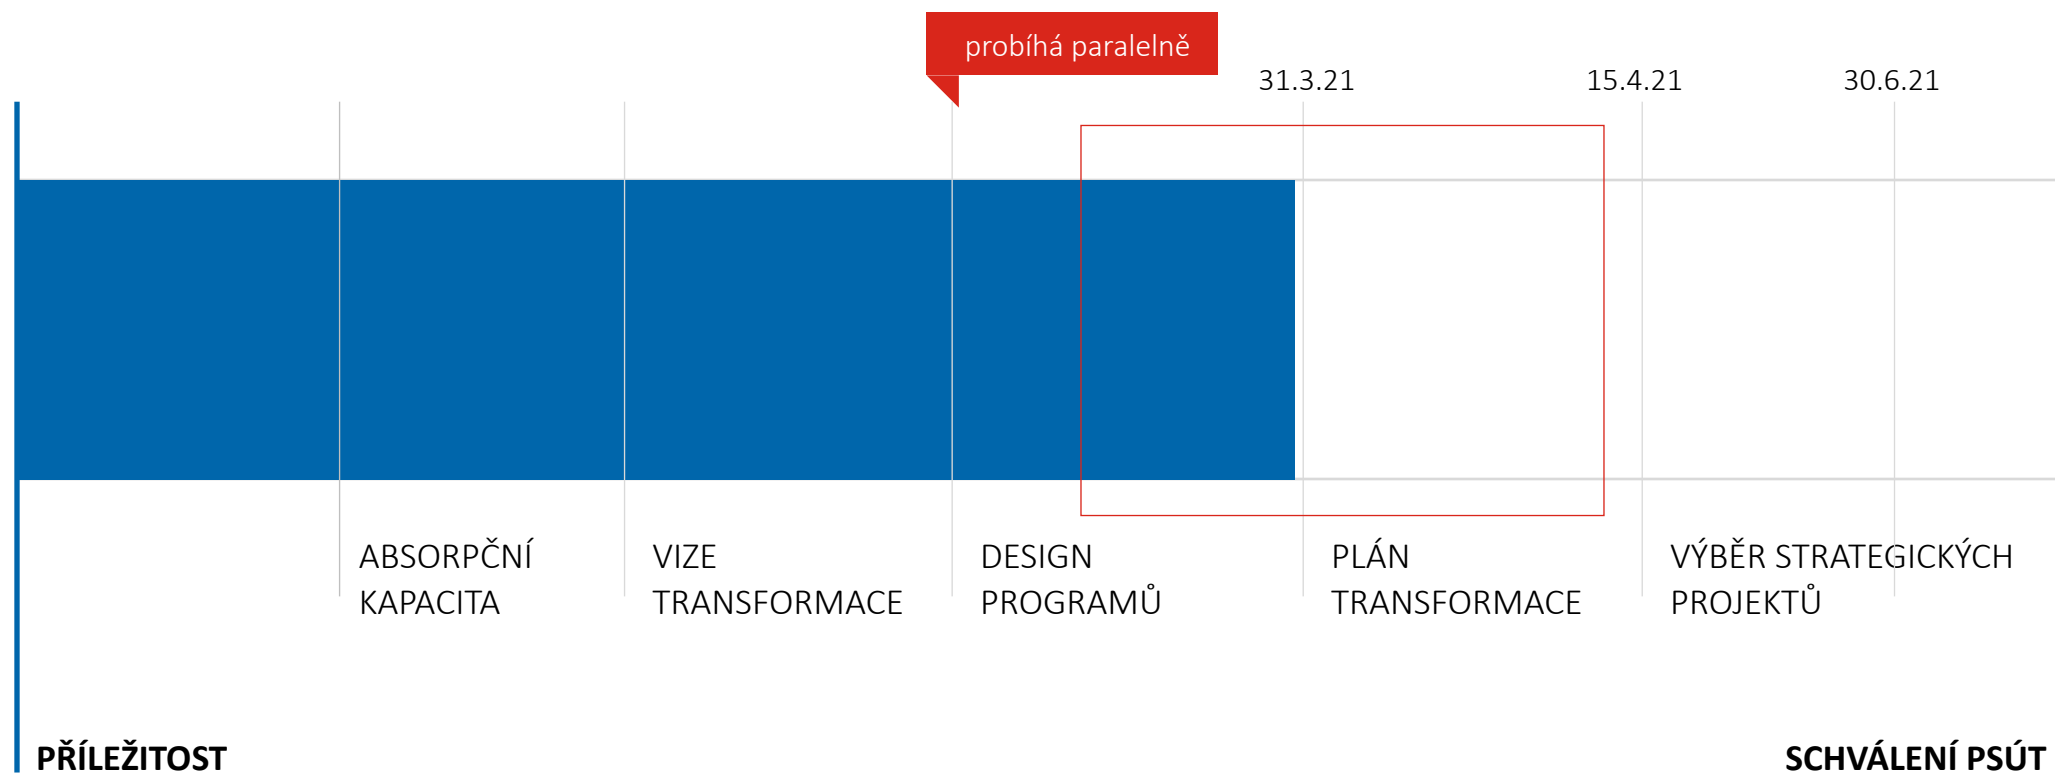 probíhá paralelně
31.3.21
15.4.21
30.6.21
ABSORPČNÍ
KAPACITA
VIZE
TRANSFORMACE
DESIGN
PROGRAMŮ
PLÁN
TRANSFORMACE
VÝBĚR STRATEGICKÝCH
PROJEKTŮ
PŘÍLEŽITOST
SCHVÁLENÍ PSÚT